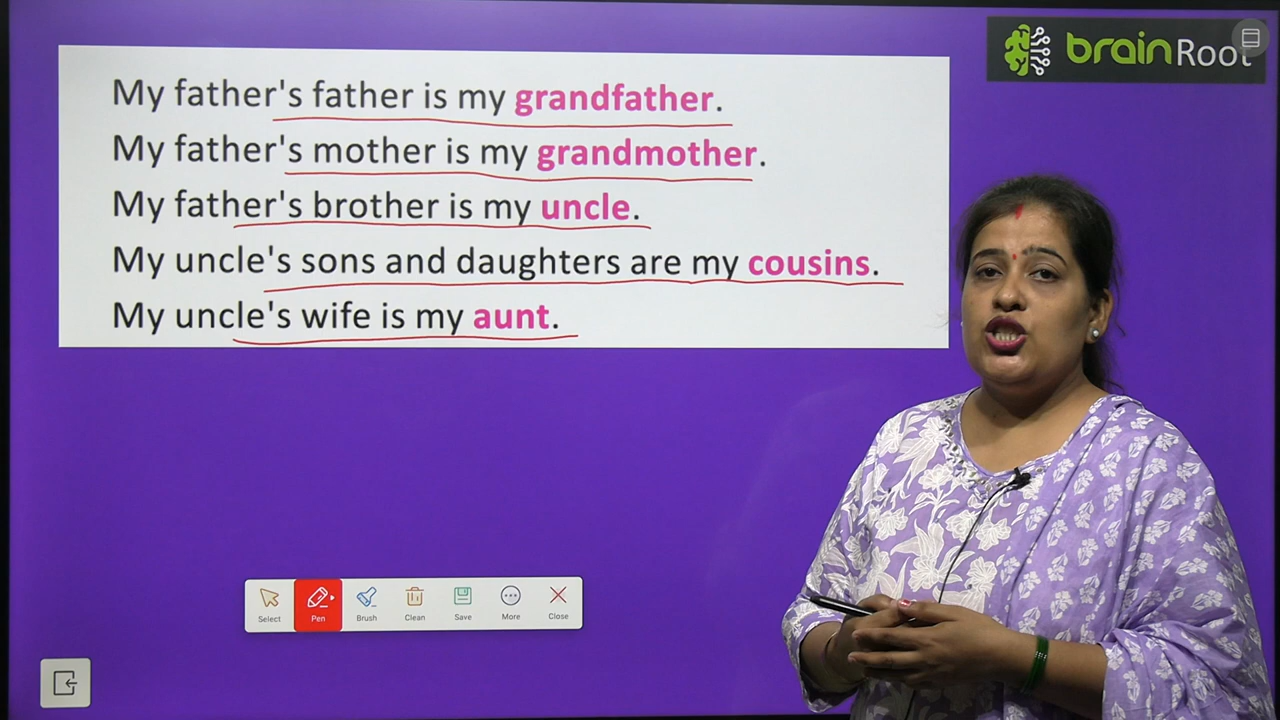 brainRoot
My father's father is my grandfather.
My father's mother is my grandmother.
My father's brother is my uncle.
My uncle's sons and daughters are my cousins.
My uncle's wife is my aunt.
Select Pen Brush Clean Save More Close